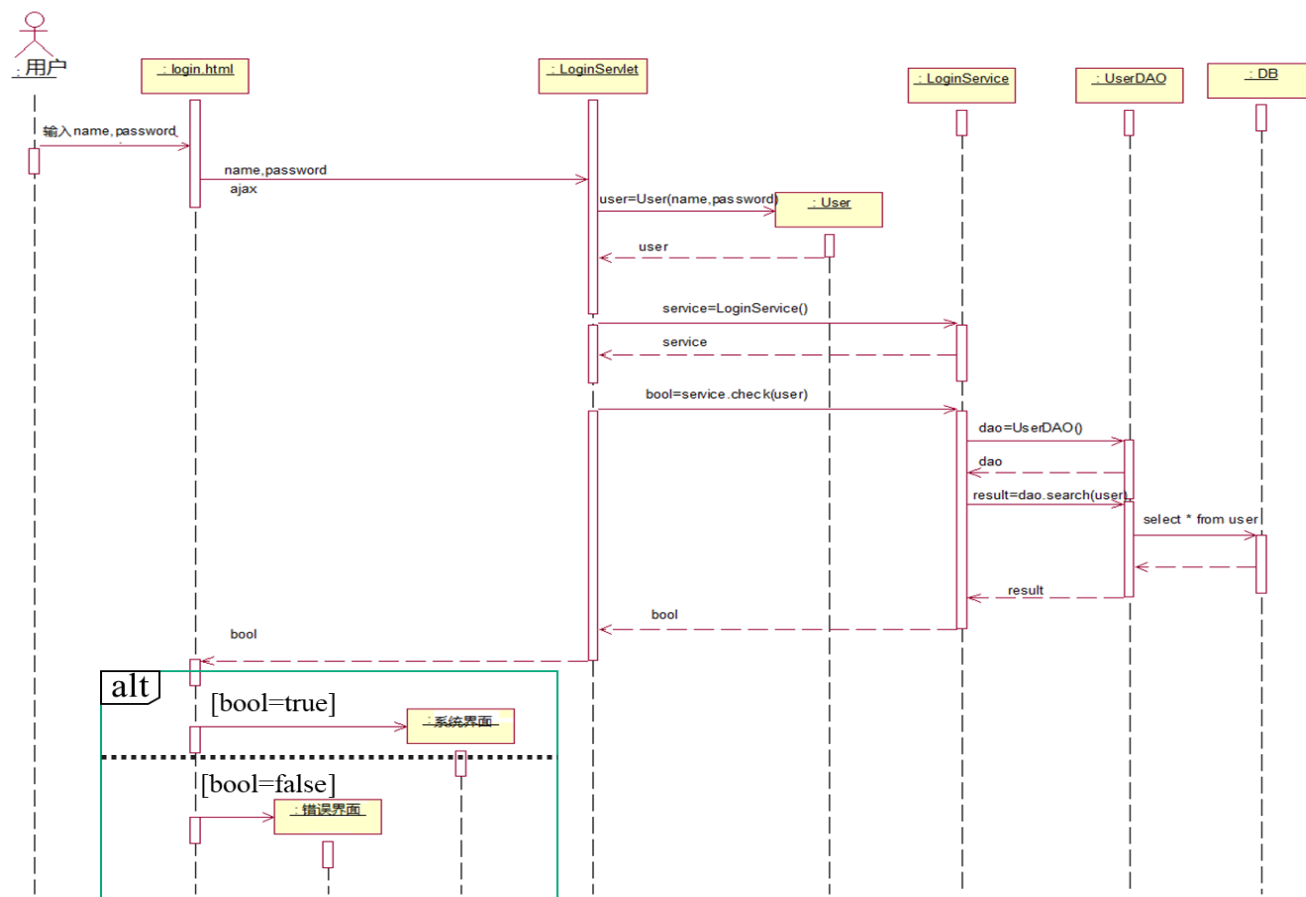 : 用户
: login.html
: LoginServlet
: LoginService
: UserDAO
: DB
输入name,password
name,password
ajax
user=User(name,password)
: User
user
service=LoginService()
service
bool=service.check(user)
dao=UserDAO()
dao
result=dao.search(user)
select * from user
result
bool
bool
alt
[bool=true]
: 系统界面
[bool=false]
: 错误界面